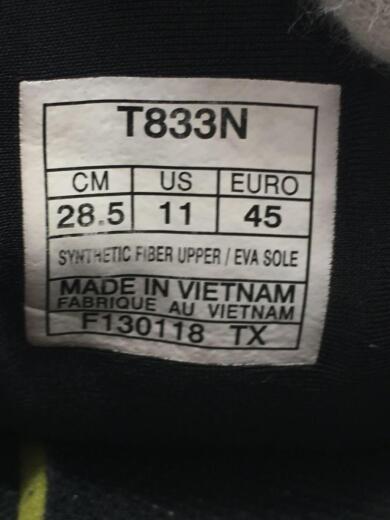 T833N
CM US EURO
28.5 11 45
SYNTHETIC FIBER UPPER / EVA SOLE
MADE IN VIETNAM
FABRIQUE AU VIETNAM
F130118 TX